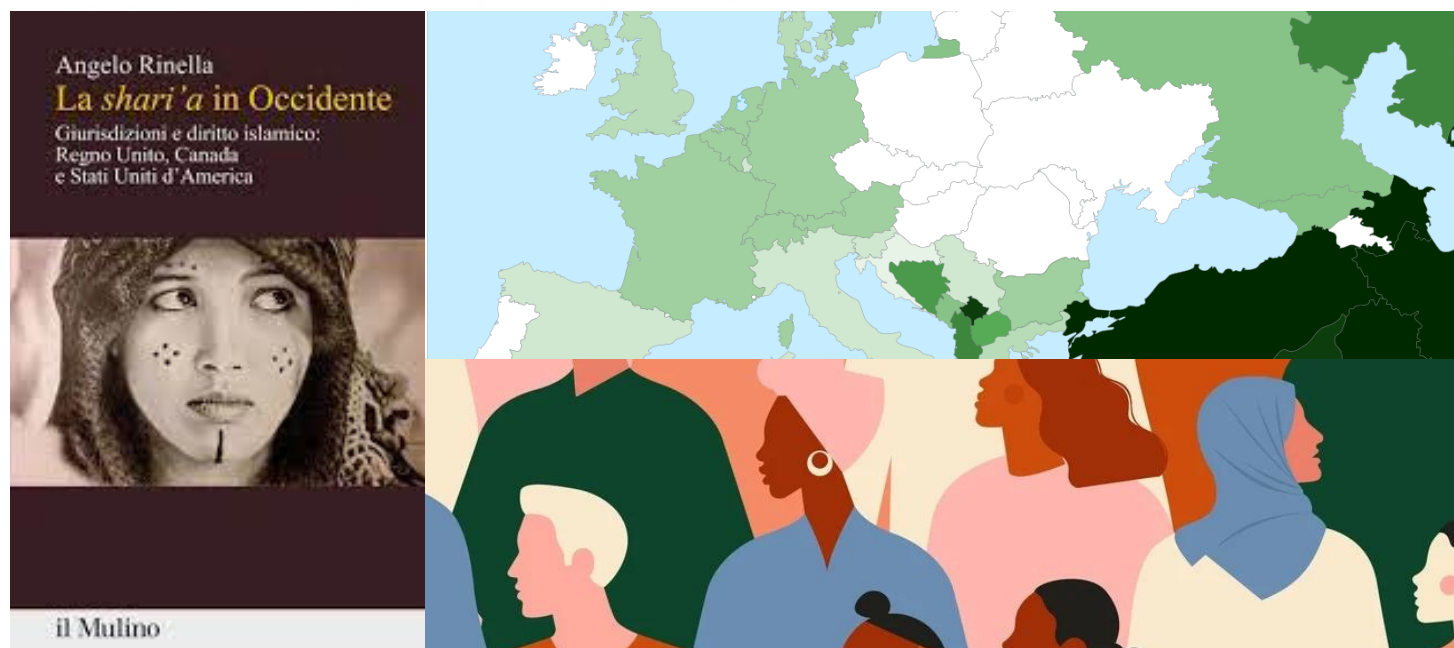 Angelo Rinella
La shari’a in Occidente
Giurisdizioni e diritto islamico:
Regno Unito, Canada
e Stati Uniti d’America
il Mulino